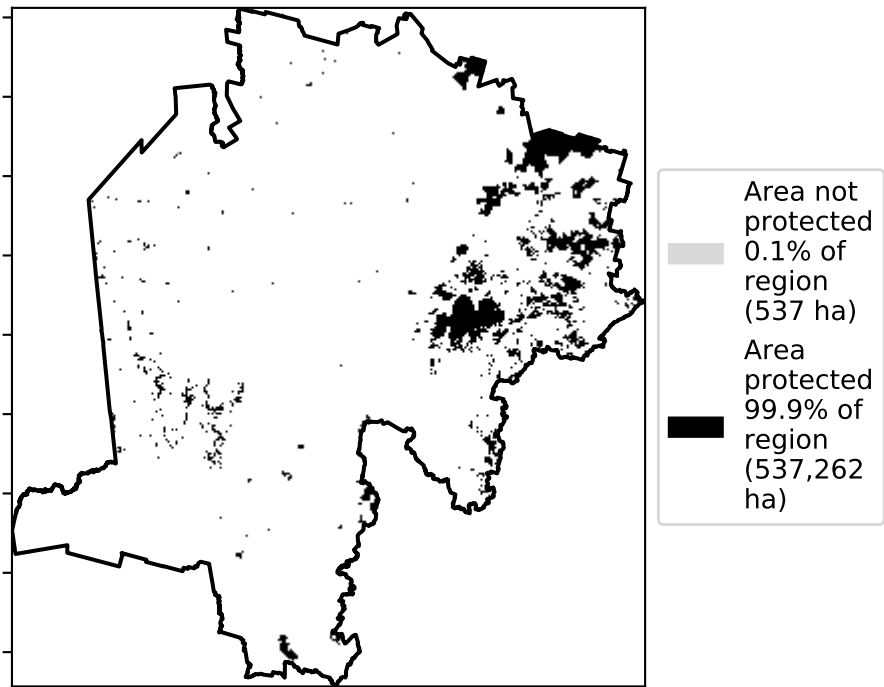 Area not
protected
0.1% of
region
(537 ha)
Area
protected
99.9% of
region
(537,262
ha)